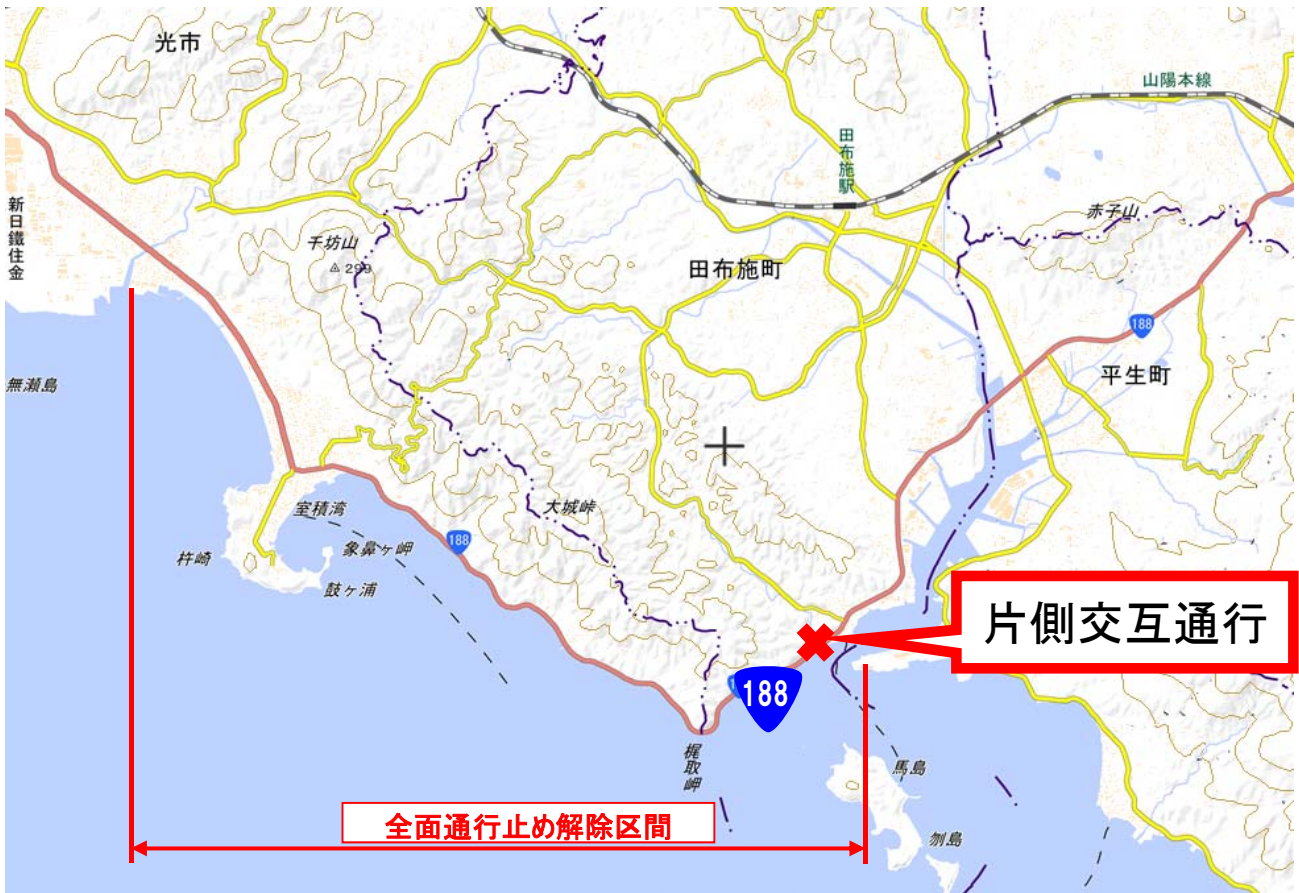 光市
山陽本線
田布施駅
新日鐵住金
赤子山
千坊山
299
田布施町
188
無瀬島
平生町
大城峠
室積湾
188
象鼻ヶ岬
杵崎
鼓ヶ浦
片側交互通行
188
梶取岬
馬島
全面通行止め解除区間
刎島